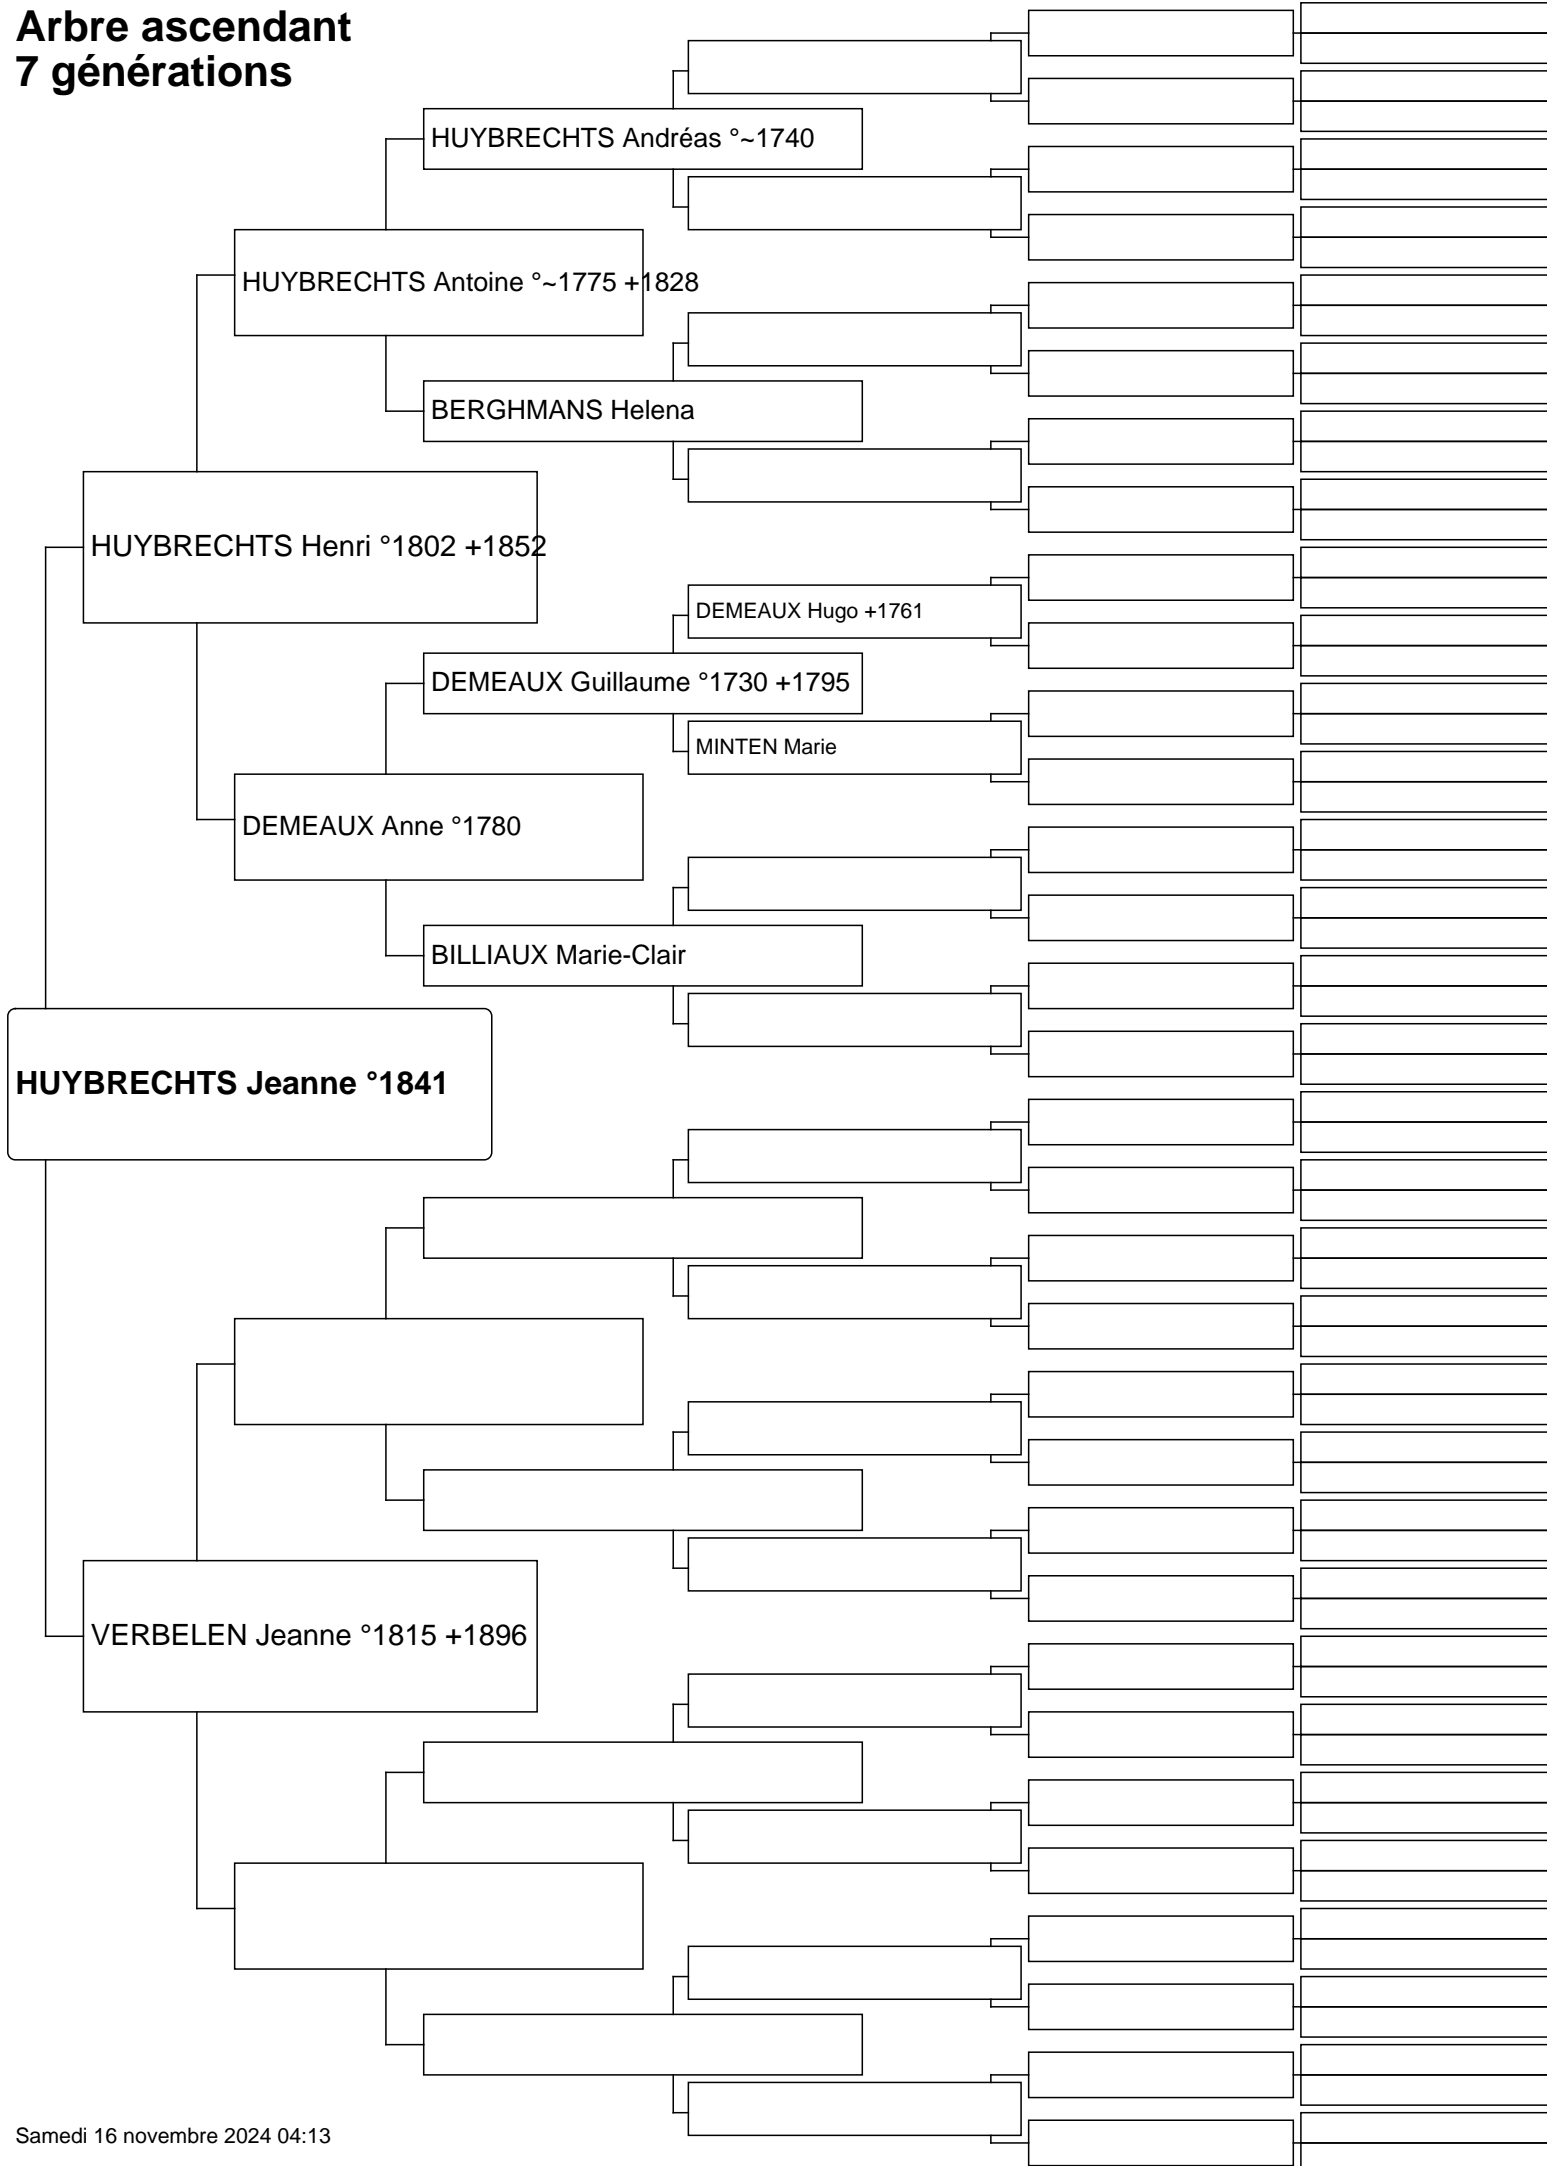 Arbre ascendant
7 générations
HUYBRECHTS Andréas °~1740
HUYBRECHTS Antoine °~1775 +1828
BERGHMANS Helena
HUYBRECHTS Henri °1802 +1852
DEMEAUX Hugo +1761
DEMEAUX Guillaume °1730 +1795
MINTEN Marie
DEMEAUX Anne °1780
BILLIAUX Marie-Clair
HUYBRECHTS Jeanne °1841
VERBELEN Jeanne °1815 +1896
Samedi 16 novembre 2024 04:13